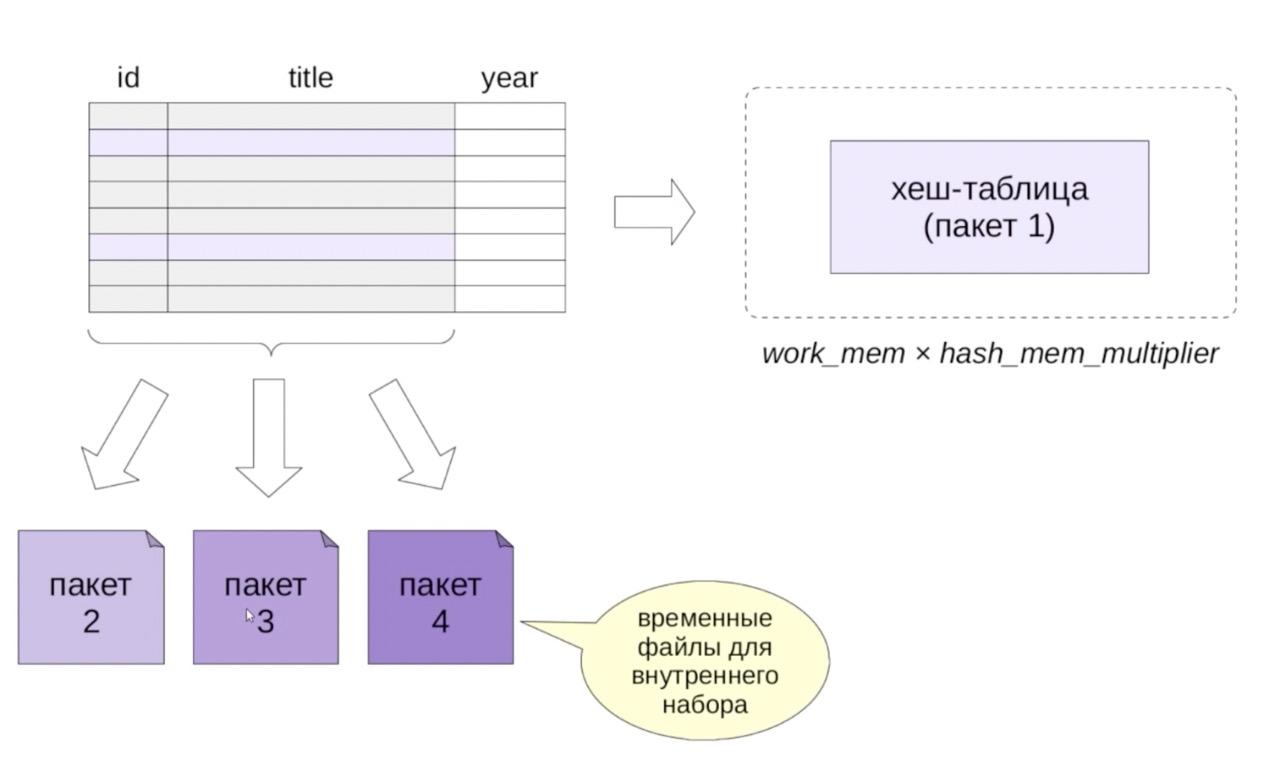 id title year
хеш-таблица
(пакет 1)
work_mem × hash_mem_multiplier
пакет
2
пакет
3
пакет
4
временные
файлы для
внутреннего
набора